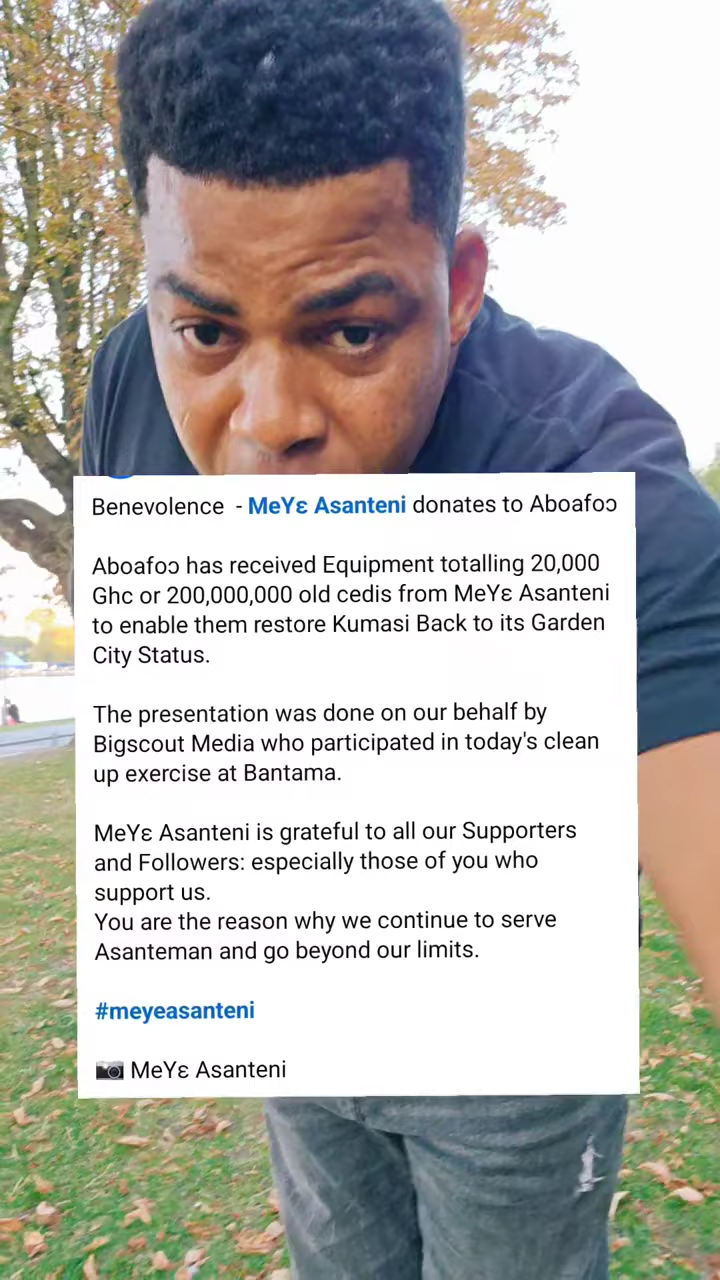 Benevolence - MeYɛ Asanteni donates to Aboafoɔ
Aboafoɔ has received Equipment totalling 20,000
Ghc or 200,000,000 old cedis from MeYɛ Asanteni
to enable them restore Kumasi Back to its Garden
City Status.
The presentation was done on our behalf by
Bigscout Media who participated in today's clean
up exercise at Bantama.
MeYɛ Asanteni is grateful to all our Supporters
and Followers: especially those of you who
support us.
You are the reason why we continue to serve
Asanteman and go beyond our limits.
#meyeasanteni
📷 MeYɛ Asanteni